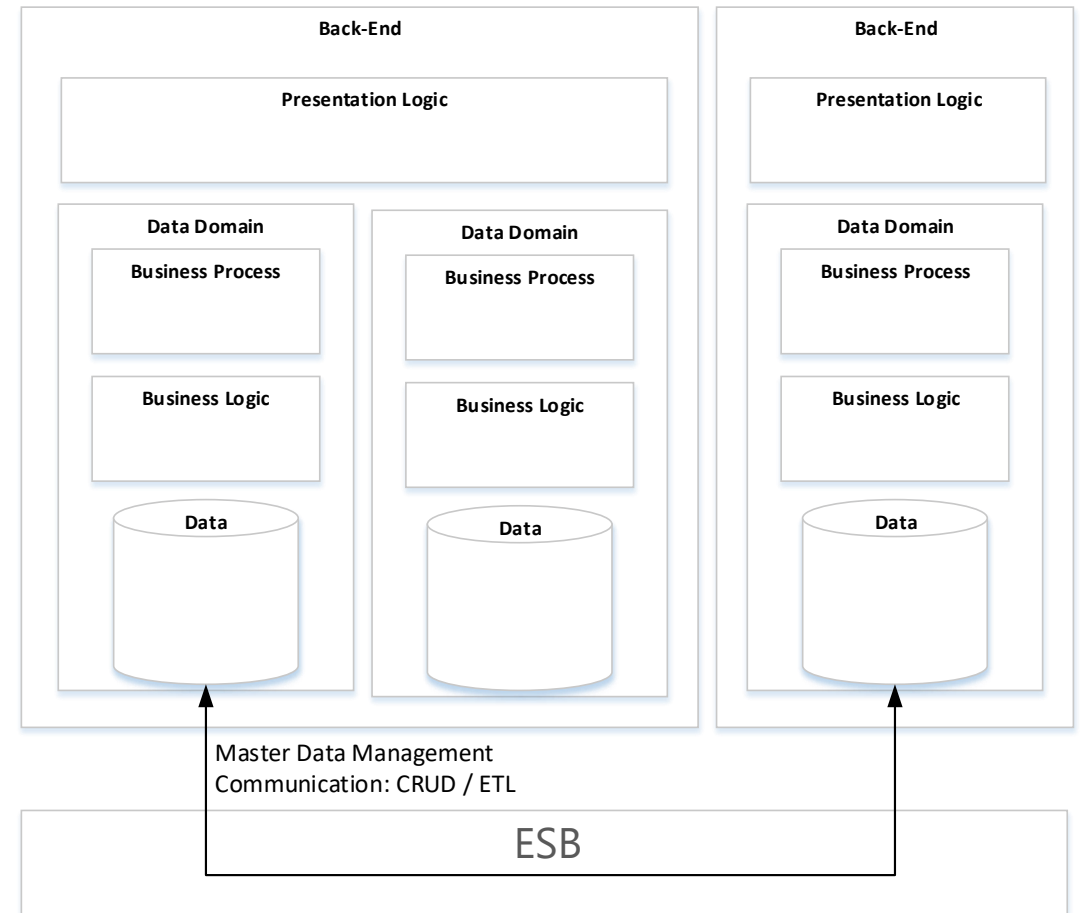 Back-End
Presentation Logic
Data Domain
Business Process
Business Logic
Data
Data Domain
Business Process
Business Logic
Data
Back-End
Presentation Logic
Data Domain
Business Process
Business Logic
Data
Master Data Management
Communication: CRUD / ETL
ESB